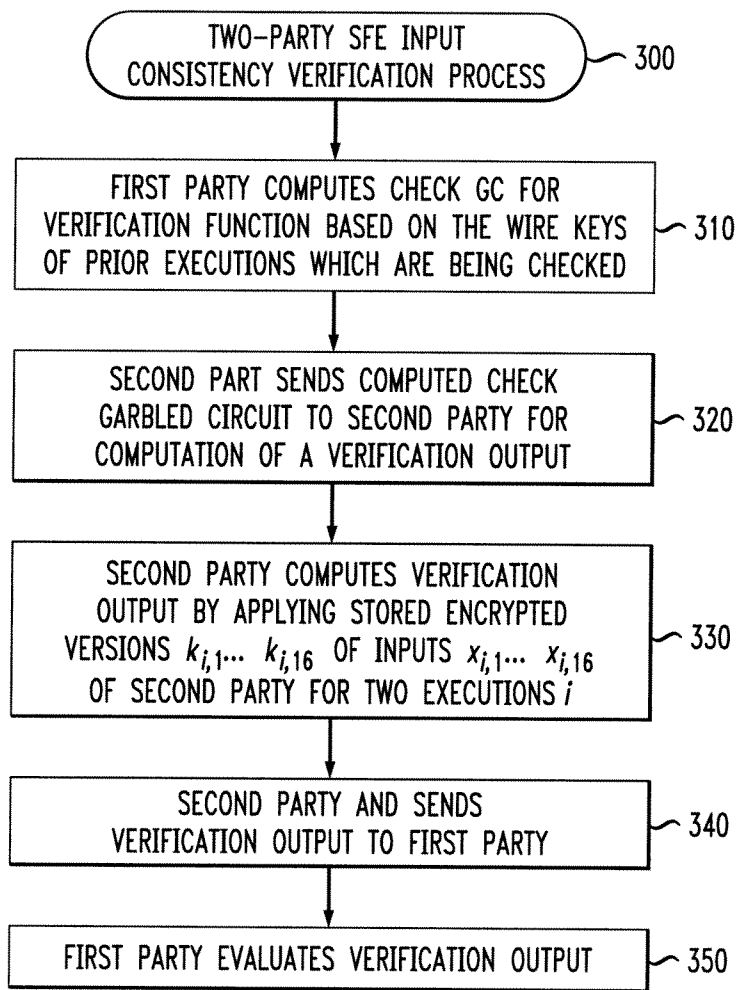 TWO-PARTY SFE INPUT
CONSISTENCY VERIFICATION PROCESS
300
FIRST PARTY COMPUTES CHECK GC FOR
VERIFICATION FUNCTION BASED ON THE WIRE KEYS
OF PRIOR EXECUTIONS WHICH ARE BEING CHECKED
310
SECOND PART SENDS COMPUTED CHECK
GARBLED CIRCUIT TO SECOND PARTY FOR
COMPUTATION OF A VERIFICATION OUTPUT
320
SECOND PARTY COMPUTES VERIFICATION
OUTPUT BY APPLYING STORED ENCRYPTED
VERSIONS k_{i,1}... k_{i,16} OF INPUTS x_{i,1}... x_{i,16}
OF SECOND PARTY FOR TWO EXECUTIONS i
330
SECOND PARTY AND SENDS
VERIFICATION OUTPUT TO FIRST PARTY
340
FIRST PARTY EVALUATES VERIFICATION OUTPUT
350